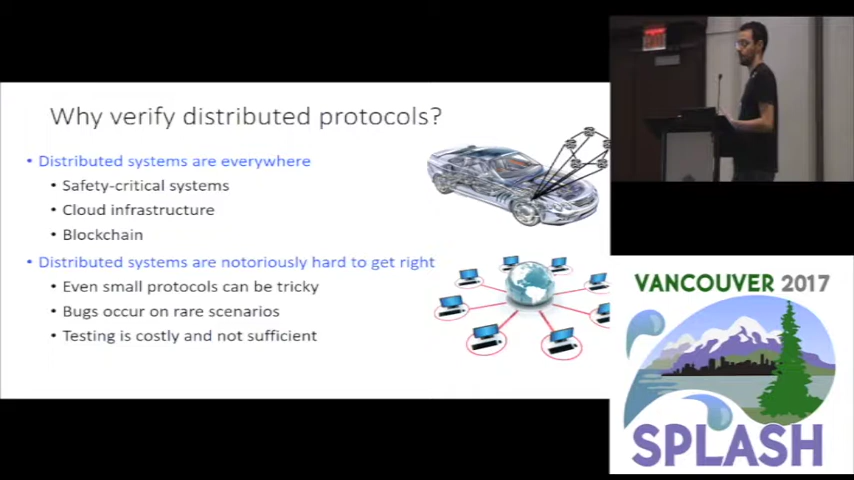 Why verify distributed protocols?
• Distributed systems are everywhere
• Safety-critical systems
• Cloud infrastructure
• Blockchain
• Distributed systems are notoriously hard to get right
• Even small protocols can be tricky
• Bugs occur on rare scenarios
• Testing is costly and not sufficient
EXIT
VANCOUVER 2017
SPLASH